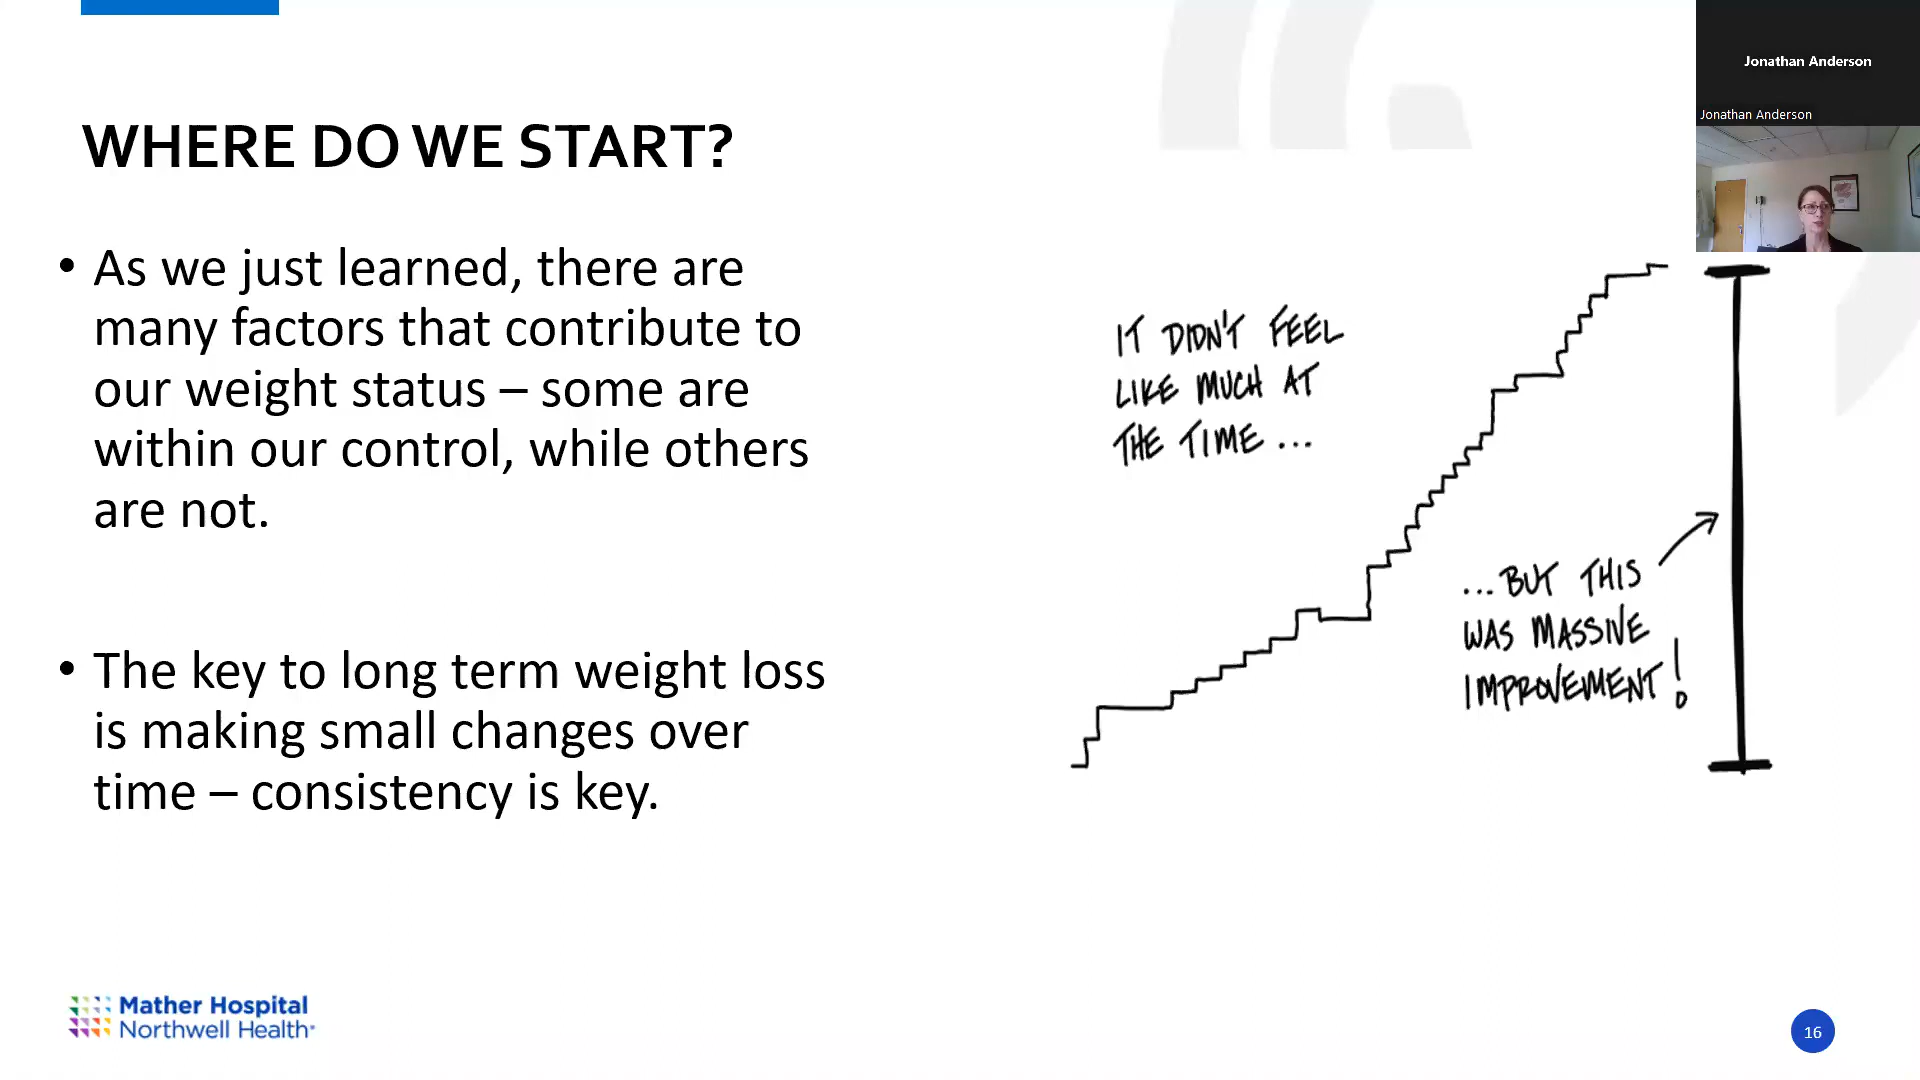 Jonathan Anderson
Jonathan Anderson
WHERE DO WE START?
• As we just learned, there are
many factors that contribute to
our weight status – some are
within our control, while others
are not.
• The key to long term weight loss
is making small changes over
time – consistency is key.
IT DIDN'T FEEL
LIKE MUCH AT
THE TIME ...
...BUT THIS
WAS MASSIVE
IMPROVEMENT!
Mather Hospital
Northwell Health®
16